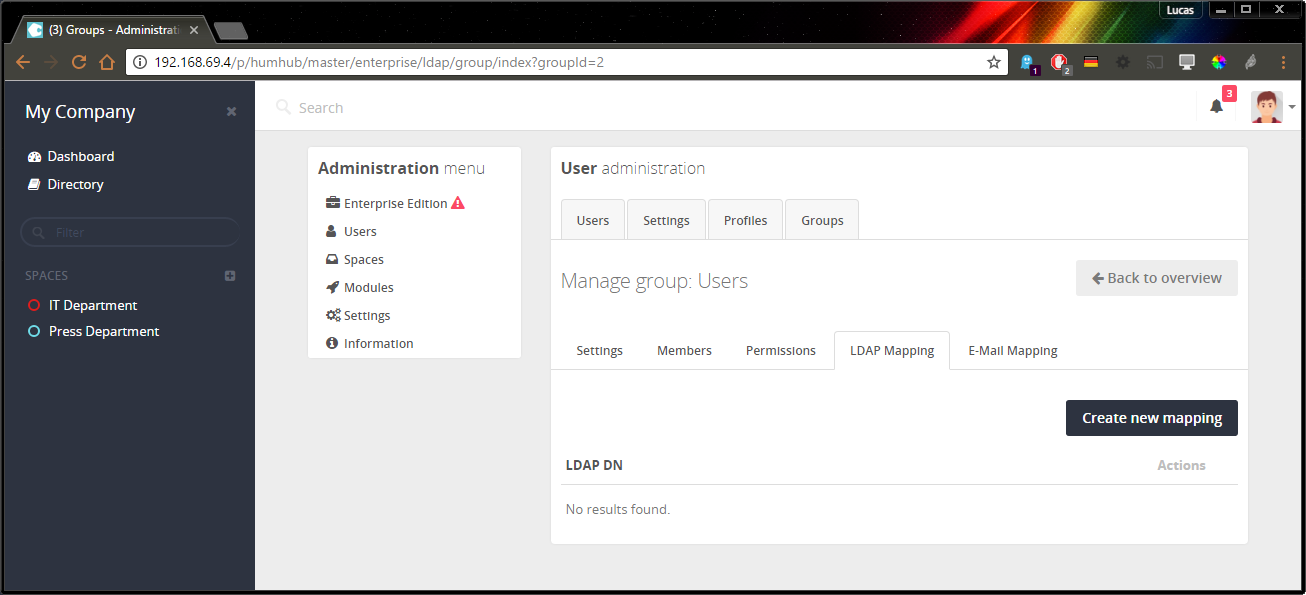 Lucas
(3) Groups - Administrati
192.168.69.4/p/humhub/master/enterprise/ldap/group/index?groupId=2
1
2
My Company
Search
3
Dashboard
Directory
Filter
SPACES
IT Department
Press Department
Administration menu
Enterprise Edition
Users
Spaces
Modules
Settings
Information
User administration
Users
Settings
Profiles
Groups
Manage group: Users
Back to overview
Settings
Members
Permissions
LDAP Mapping
E-Mail Mapping
Create new mapping
LDAP DN
Actions
No results found.